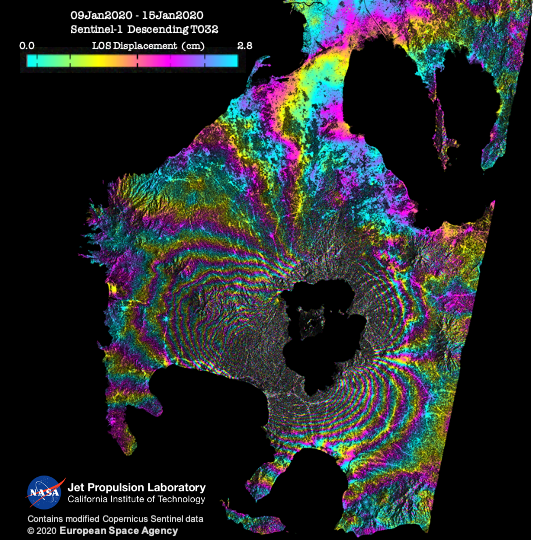 09Jan2020 - 15Jan2020
Sentinel-1 Descending T032
0.0 LOS Displacement (cm) 2.8
NASA Jet Propulsion Laboratory
California Institute of Technology
Contains modified Copernicus Sentinel data
© 2020 European Space Agency